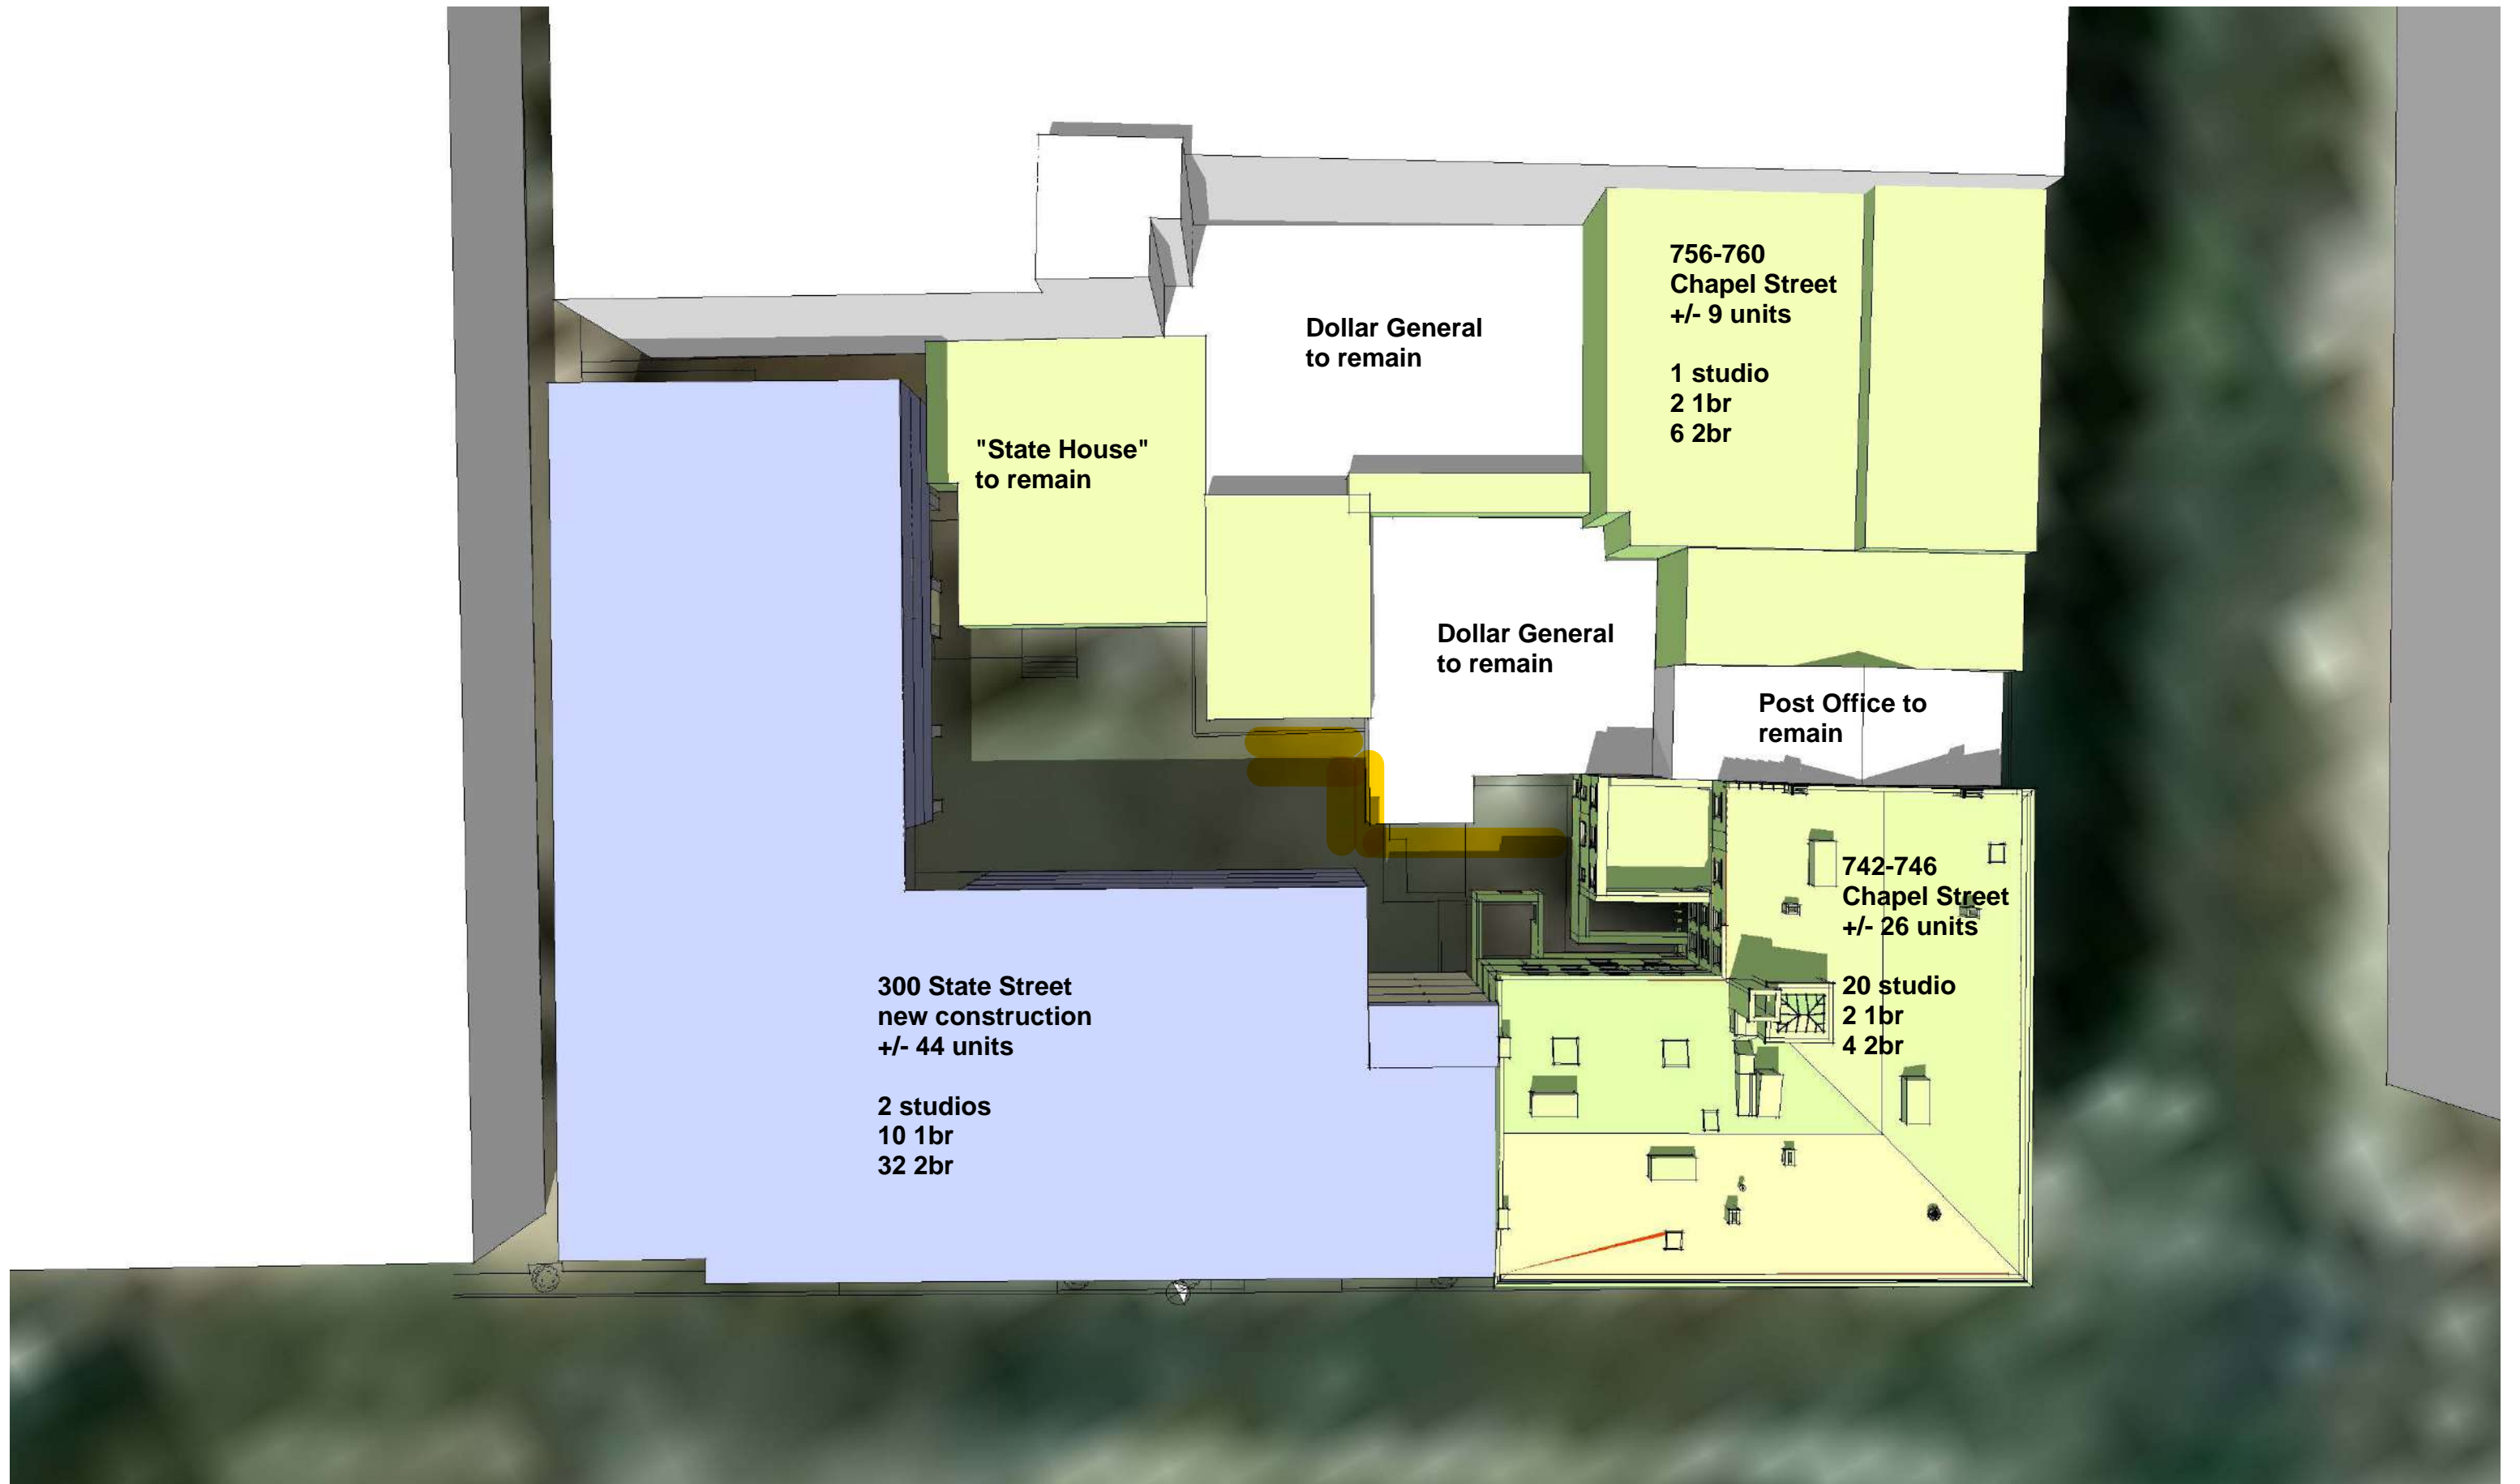 756-760
Chapel Street
+/- 9 units
1 studio
2 1br
6 2br
Dollar General
to remain
"State House"
to remain
Dollar General
to remain
Post Office to
remain
742-746
Chapel Street
+/- 26 units
20 studio
2 1br
4 2br
300 State Street
new construction
+/- 44 units
2 studios
10 1br
32 2br